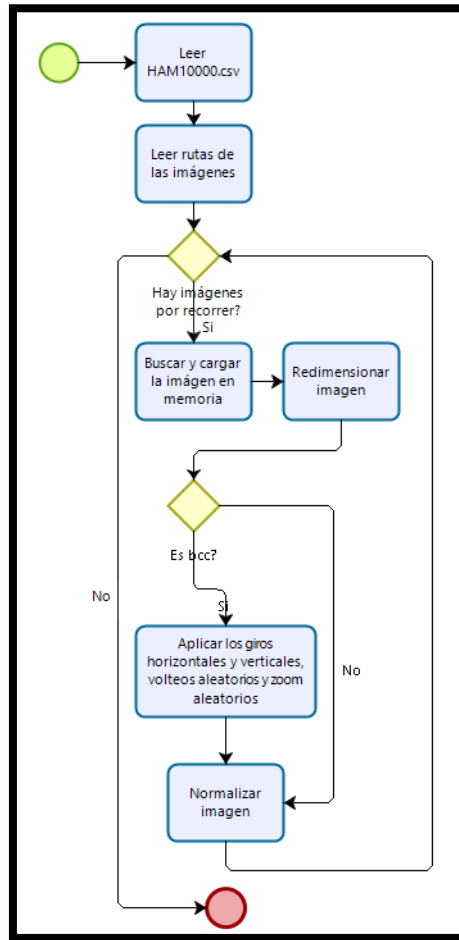 Leer
HAM10000.csv
Leer rutas de
las imágenes
Hay imágenes
por recorrer?
Si
Buscar y cargar
la imágen en
memoria
Redimensionar
imagen
Es bcc?
Si
No
Aplicar los giros
horizontales y verticales,
volteos aleatorios y zoom
aleatorios
No
Normalizar
imagen